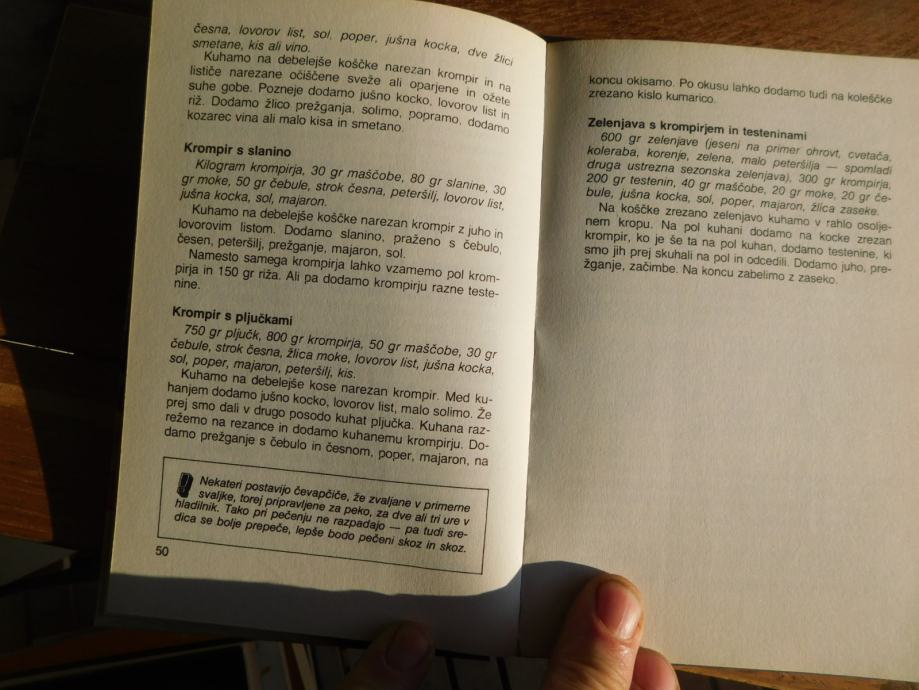 česna, lovorov list, sol, poper, jušna kocka, dve žlici
smetane, kis ali vino.
Kuhamo na debelejše koščke narezan krompir in na
lističe narezane očiščene sveže ali oparjene in ožete
suhe gobe. Pozneje dodamo jušno kocko, lovorov list in
riž. Dodamo žlico prežganja, solimo, popramo, dodamo
kozarec vina ali malo kisa in smetano.
Krompir s slanino
Kilogram krompirja, 30 gr maščobe, 80 gr slanine, 30
gr moke, 50 gr čebule, strok česna, peteršilj, lovorov list,
jušna kocka, sol, majaron.
Kuhamo na debelejše koščke narezan krompir z juho in
lovorovim listom. Dodamo slanino, praženo s čebulo,
česen, peteršilj, prežganje, majaron, sol.
Namesto samega krompirja lahko vzamemo pol krom-
pirja in 150 gr riža. Ali pa dodamo krompirju razne teste-
nine.
Krompir s pljučkami
750 gr pljučk, 800 gr krompirja, 50 gr maščobe, 30 gr
čebule, strok česna, žlica moke, lovorov list, jušna kocka,
sol, poper, majaron, peteršilj, kis.
Kuhamo na debelejše kose narezan krompir. Med ku-
hanjem dodamo jušno kocko, lovorov list, malo solimo. Že
prej smo dali v drugo posodo kuhat pljučka. Kuhana raz-
režemo na rezance in dodamo kuhanemu krompirju. Do-
damo prežganje s čebulo in česnom, poper, majaron, na
Nekateri postavijo čevapčiče, že zvaljane v primerne
svaljke, torej pripravljene za peko, za dve ali tri ure v
hladilnik. Tako pri pečenju ne razpadajo — pa tudi sre-
dica se bolje prepeče, lepše bodo pečeni skoz in skoz.
50
koncu okisamo. Po okusu lahko dodamo tudi na koleščke
zrezano kislo kumarico.
Zelenjava s krompirjem in testeninami
600 gr zelenjave (jeseni na primer ohrovt, cvetača,
koleraba, korenje, zelena, malo peteršilja — spomladi
druga ustrezna sezonska zelenjava), 300 gr krompirja,
200 gr testenin, 40 gr maščobe, 20 gr moke, 20 gr če-
bule, jušna kocka, sol, poper, majaron, žlica zaseke.
Na koščke zrezano zelenjavo kuhamo v rahlo osolje-
nem kropu. Na pol kuhani dodamo na kocke zrezan
krompir, ko je še ta na pol kuhan, dodamo testenine, ki
smo jih prej skuhali na pol in odcedili. Dodamo juho, pre-
žganje, začimbe. Na koncu zabelimo z zaseko.